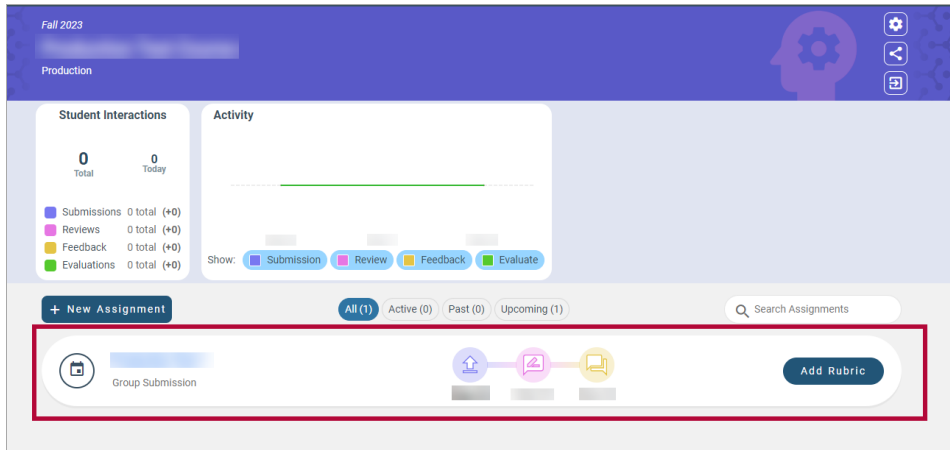 Fall 2023
Production
Student Interactions
0 Total
0 Today
Submissions 0 total (+0)
Reviews 0 total (+0)
Feedback 0 total (+0)
Evaluations 0 total (+0)
Activity
Show: Submission Review Feedback Evaluate
+ New Assignment All (1) Active (0) Past (0) Upcoming (1) Search Assignments
Group Submission
Add Rubric